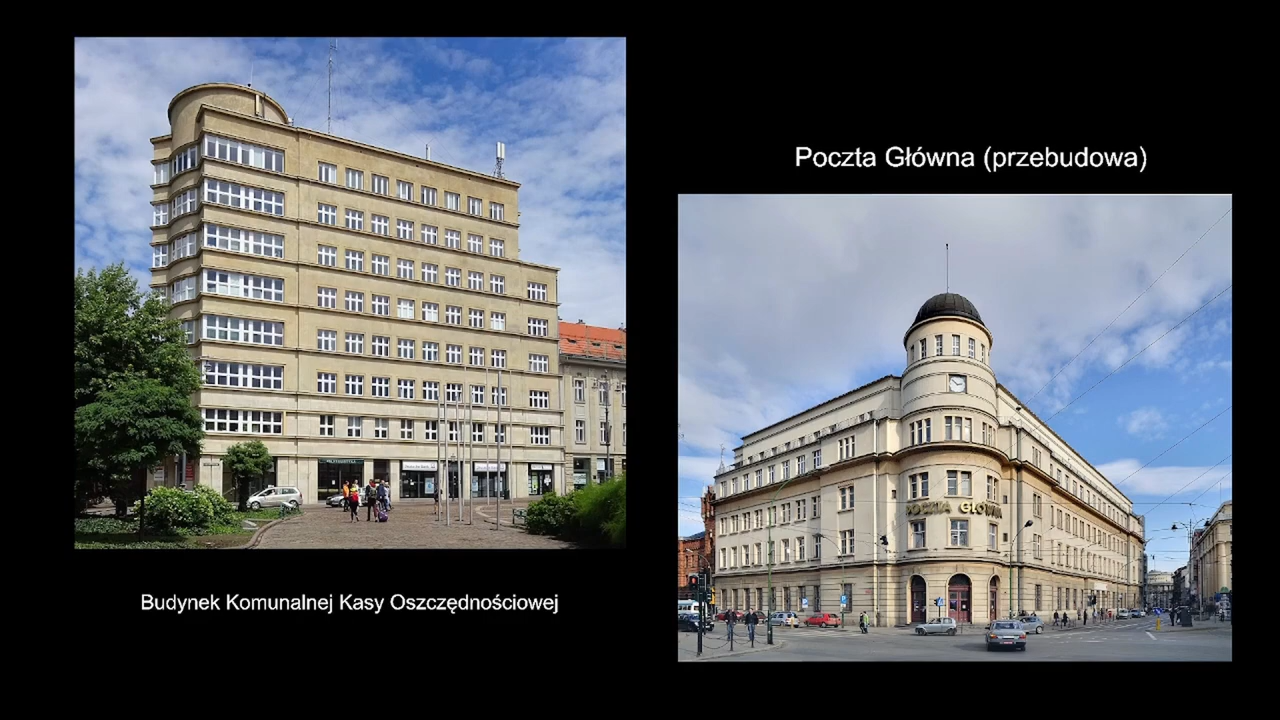 Poczta Główna (przebudowa)
POCZTA GŁÓWNA
Budynek Komunalnej Kasy Oszczędnościowej